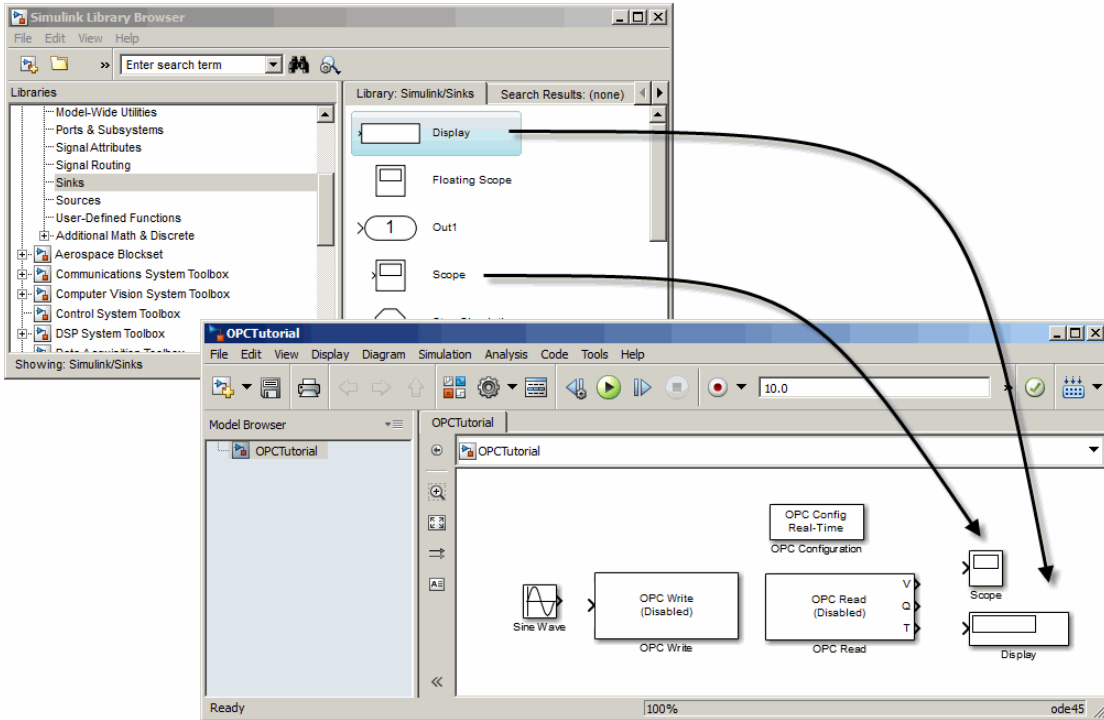 Simulink Library Browser
File Edit View Help
» Enter search term
Libraries
Library: Simulink/Sinks Search Results: (none)
Model-Wide Utilities
Ports & Subsystems
Signal Attributes
Signal Routing
Sinks
Sources
User-Defined Functions
Additional Math & Discrete
Aerospace Blockset
Communications System Toolbox
Computer Vision System Toolbox
Control System Toolbox
DSP System Toolbox
Showing: Simulink/Sinks
Display
Floating Scope
1 Out1
Scope
OPCTutorial
File Edit View Display Diagram Simulation Analysis Code Tools Help
10.0 »
Model Browser
OPCTutorial
OPCTutorial
OPCTutorial
OPC Config
Real-Time
OPC Configuration
Sine Wave
OPC Write
(Disabled)
OPC Write
OPC Read
(Disabled)
V
Q
T
OPC Read
Scope
Display
Ready 100% ode45